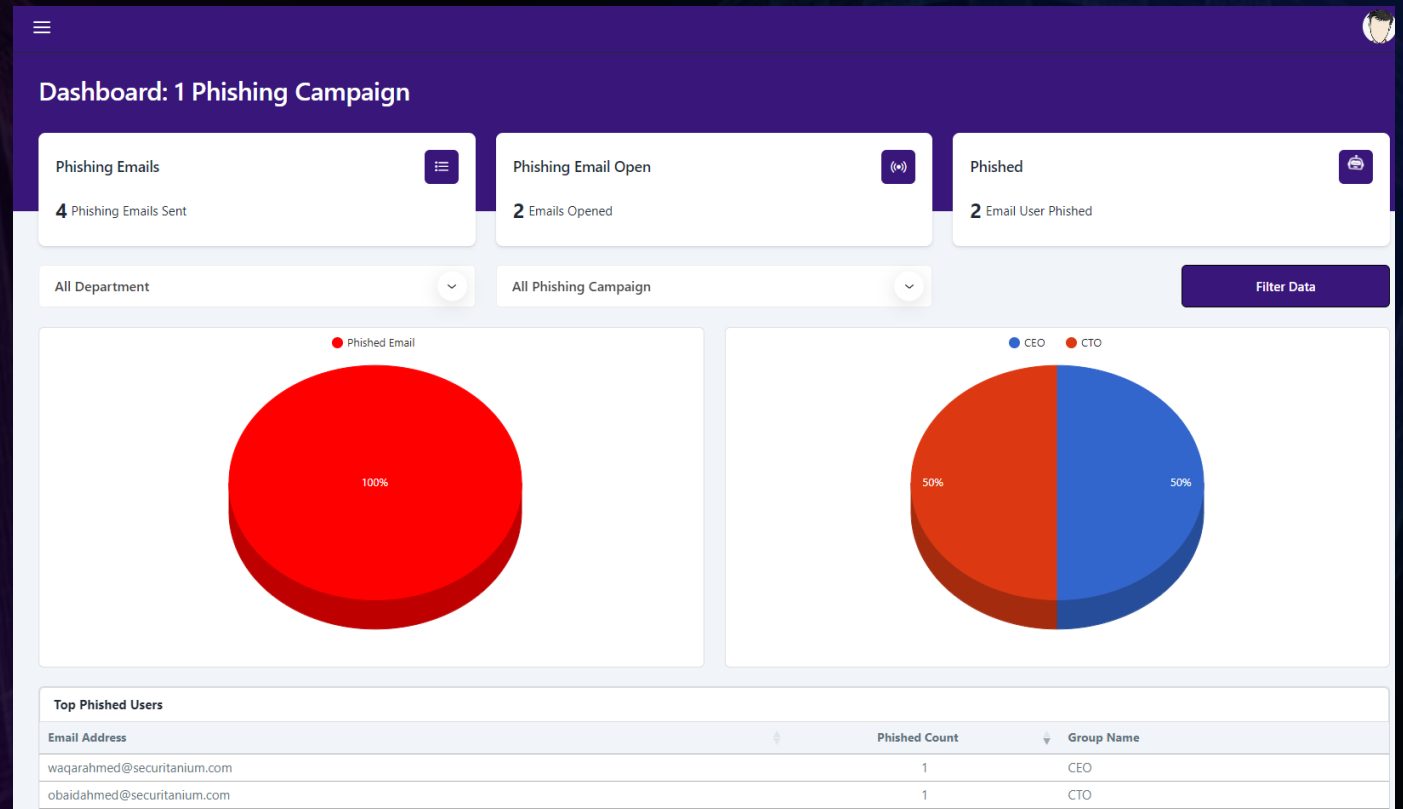 Dashboard: 1 Phishing Campaign
Phishing Emails
4 Phishing Emails Sent
Phishing Email Open
2 Emails Opened
Phished
2 Email User Phished
All Department
All Phishing Campaign
Filter Data
Phished Email
100%
CEO CTO
50% 50%
Top Phished Users
Email Address Phished Count Group Name
waqarahmed@securitanium.com 1 CEO
obaidahmed@securitanium.com 1 CTO